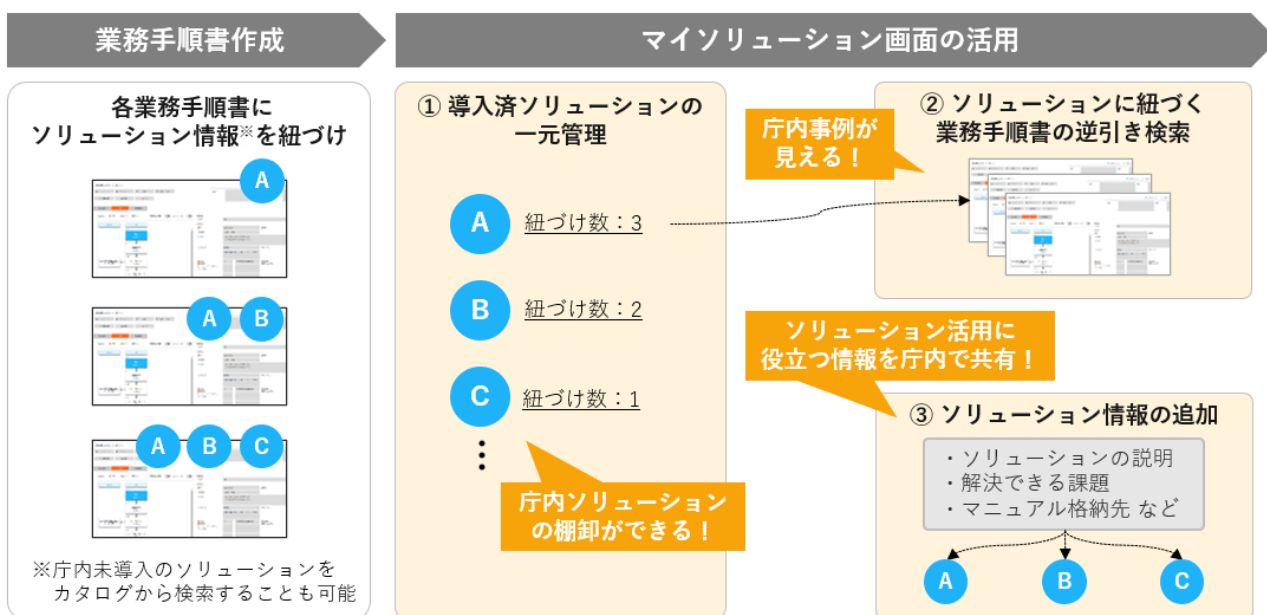 業務手順書作成
マイソリューション画面の活用
各業務手順書に
ソリューション情報※を紐づけ
A
A B
A B C
※庁内未導入のソリューションを
カタログから検索することも可能
① 導入済ソリューションの
一元管理
A 紐づけ数：3
B 紐づけ数：2
C 紐づけ数：1
庁内ソリューション
の棚卸ができる！
庁内事例が
見える！
② ソリューションに紐づく
業務手順書の逆引き検索
ソリューション活用に
役立つ情報を庁内で共有！
③ ソリューション情報の追加
・ソリューションの説明
・解決できる課題
・マニュアル格納先 など
A B C